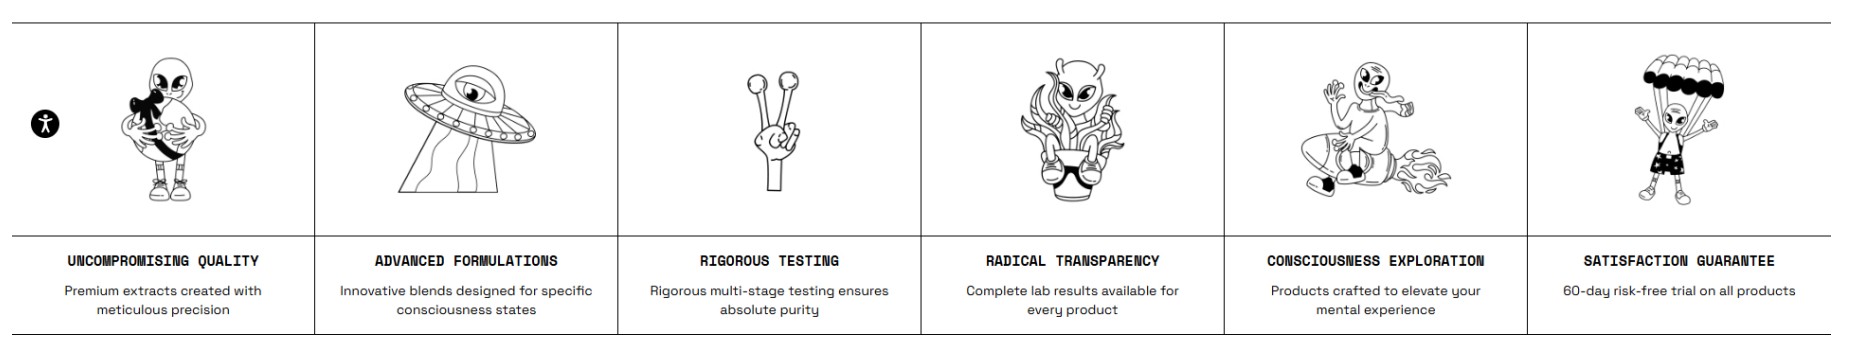 UNCOMPROMISING QUALITY
Premium extracts created with
meticulous precision
ADVANCED FORMULATIONS
Innovative blends designed for specific
consciousness states
RIGOROUS TESTING
Rigorous multi-stage testing ensures
absolute purity
RADICAL TRANSPARENCY
Complete lab results available for
every product
CONSCIOUSNESS EXPLORATION
Products crafted to elevate your
mental experience
SATISFACTION GUARANTEE
60-day risk-free trial on all products